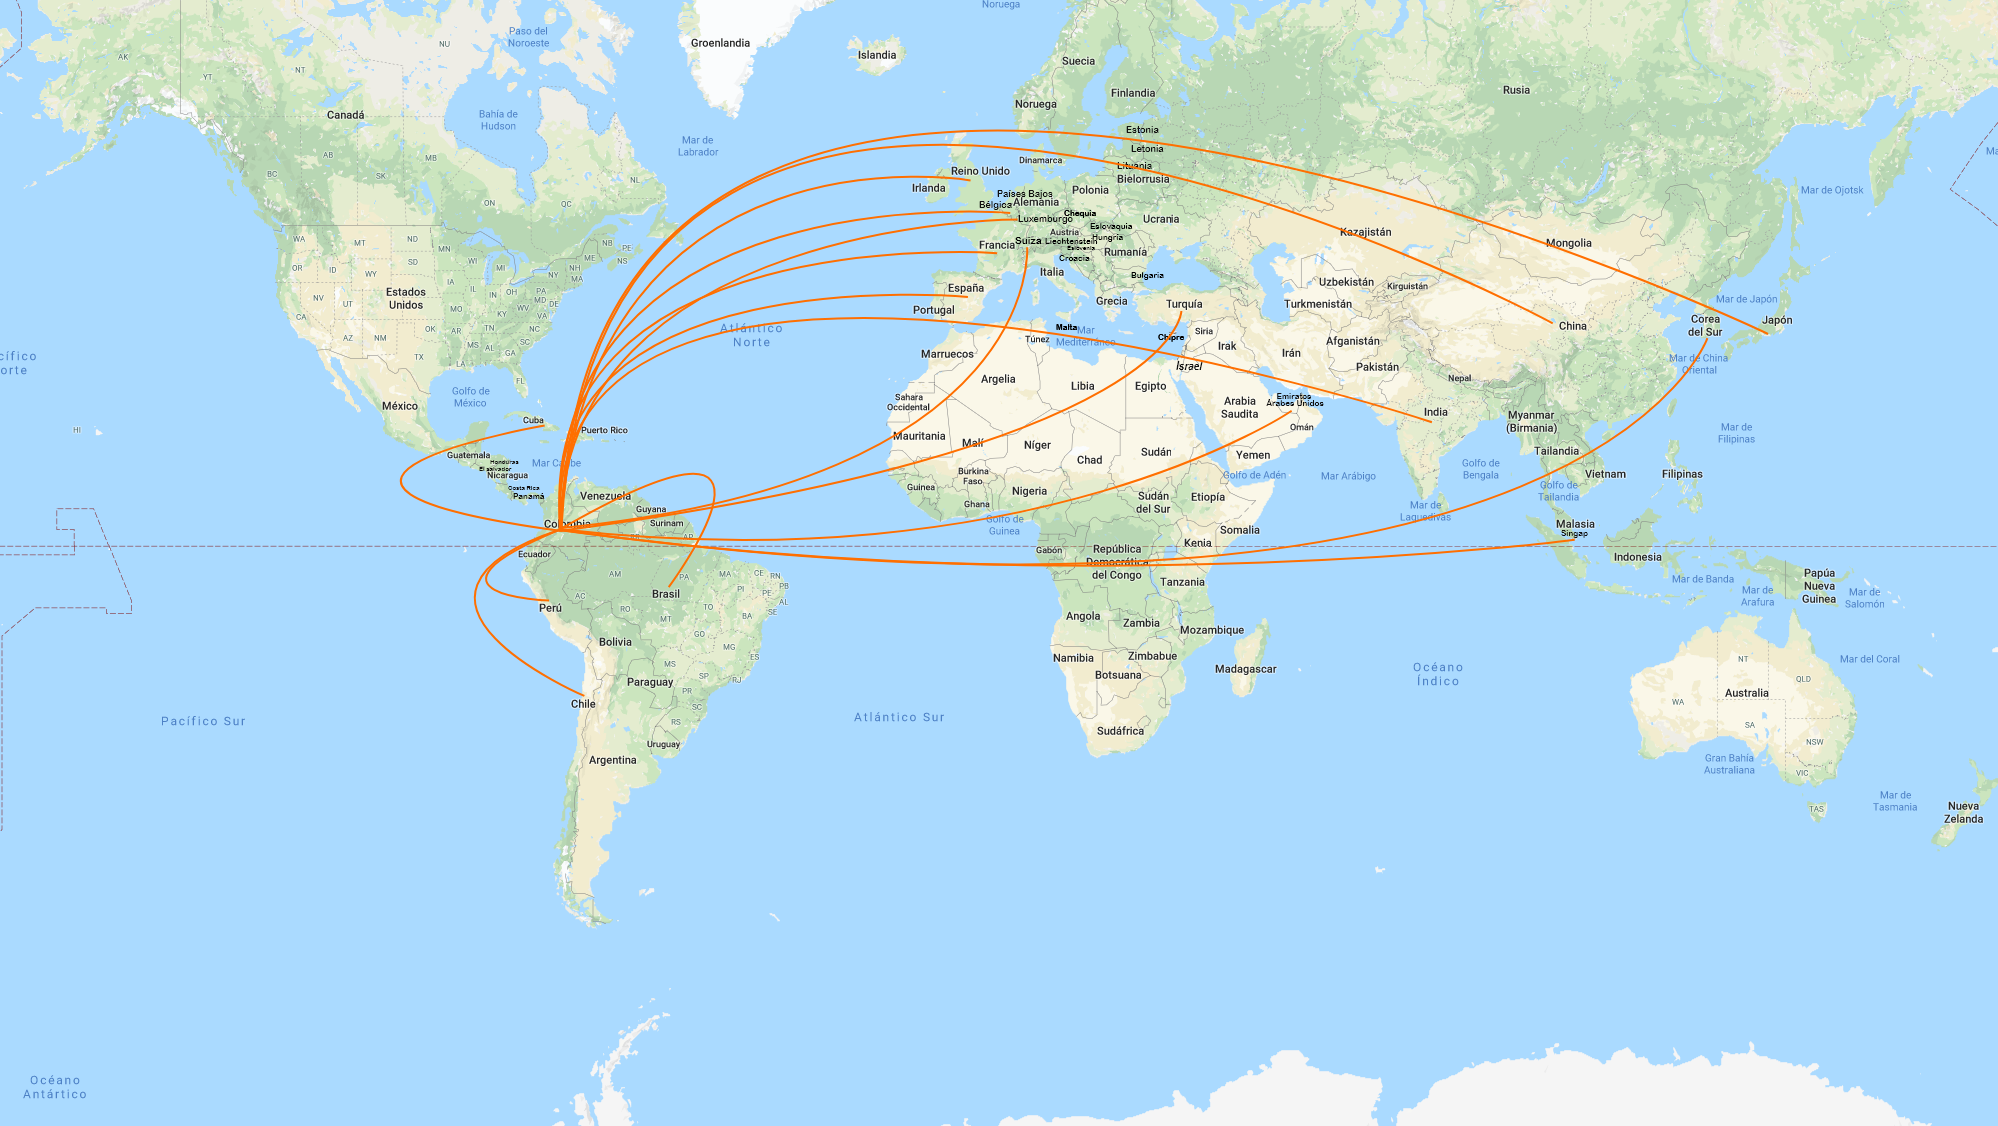 Noruega
Paso del
Noroeste
NU
Groenlandia
Islandia
Suecia
AK
YT
NT
Rusia
Finlandia
Noruega
Canadá
Bahía de
Hudson
Mar de
Labrador
Estonia
Letonia
Lituania
Bielorrusia
Dinamarca
AB
MB
SK
BC
NL
Reino Unido
Irlanda
Países Bajos
Alemania
Polonia
Bélgica
Luxemburgo
Chequia
Eslovaquia
Ucrania
Austria
Hungría
Suiza
Liechtenstein
Eslovenia
Francia
Croacia
Rumanía
Italia
Bulgaria
Mar de Ojotsk
Ma
ON
QC
WA
MT
ND
MN
NB
PE
NS
OR
ID
SD
WI
MI
ME
VT
NH
NY
MA
WY
IA
NE
PA
IL
IN
OH
MD
DE
NJ
NV
UT
CO
KS
MO
KY
WV
VA
Estados
Unidos
CA
AZ
NM
OK
AR
TN
NC
SC
MS
AL
GA
TX
LA
FL
Kazajistán
Mongolia
España
Portugal
Grecia
Turquía
Uzbekistán
Kirguistán
Turkmenistán
Mar de Japón
Japón
Corea
del Sur
China
Atlántico
Norte
Malta
Mar
Mediterráneo
Túnez
Chipre
Siria
Irak
Irán
Afganistán
Israel
Pakistán
Nepal
Mar de China
Oriental
cífico
orte
Marruecos
Argelia
Libia
Egipto
Sahara
Occidental
Arabia
Saudita
Emiratos
Árabes Unidos
Omán
India
Myanmar
(Birmania)
Golfo de
México
México
Cuba
Puerto Rico
HI
Guatemala
Honduras
El salvador
Nicaragua
Mar Caribe
Costa Rica
Panamá
Venezuela
Guyana
Surinam
Colombia
Mauritania
Malí
Níger
Chad
Sudán
Yemen
Burkina
Faso
Guinea
Ghana
Nigeria
Golfo de
Guinea
Sudán
del Sur
Etiopía
Golfo de Adén
Mar Arábigo
Golfo de
Bengala
Mar de
Laquedivas
Tailandia
Vietnam
Golfo de
Tailandia
Filipinas
Mar de
Filipinas
Somalia
Malasia
Singap
Indonesia
Ecuador
RR
AP
Gabón
República
Democrática
del Congo
Kenia
Tanzania
AM
PA
MA
CE
RN
PB
PE
AL
SE
PI
AC
RO
TO
BA
MT
GO
MG
ES
MS
SP
RJ
PR
SC
RS
Perú
Brasil
Bolivia
Paraguay
Chile
Uruguay
Argentina
Angola
Zambia
Mozambique
Namibia
Zimbabue
Botsuana
Madagascar
Sudáfrica
Mar de Banda
Mar de
Arafura
Papúa
Nueva
Guinea
Mar de
Salomón
Mar del Coral
Océano
Índico
NT
QLD
Australia
WA
SA
NSW
Gran Bahía
Australiana
VIC
TAS
Mar de
Tasmania
Nueva
Zelanda
Pacífico Sur
Atlántico Sur
Océano
Antártico